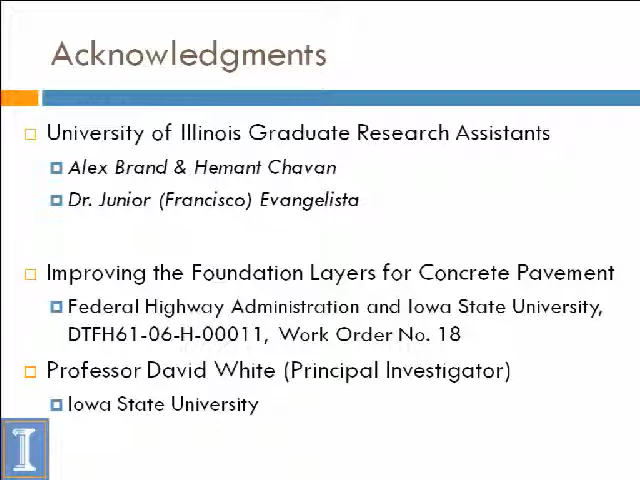 Acknowledgments
University of Illinois Graduate Research Assistants
Alex Brand & Hemant Chavan
Dr. Junior (Francisco) Evangelista
Improving the Foundation Layers for Concrete Pavement
Federal Highway Administration and Iowa State University,
DTFH61-06-H-00011, Work Order No. 18
Professor David White (Principal Investigator)
Iowa State University
I